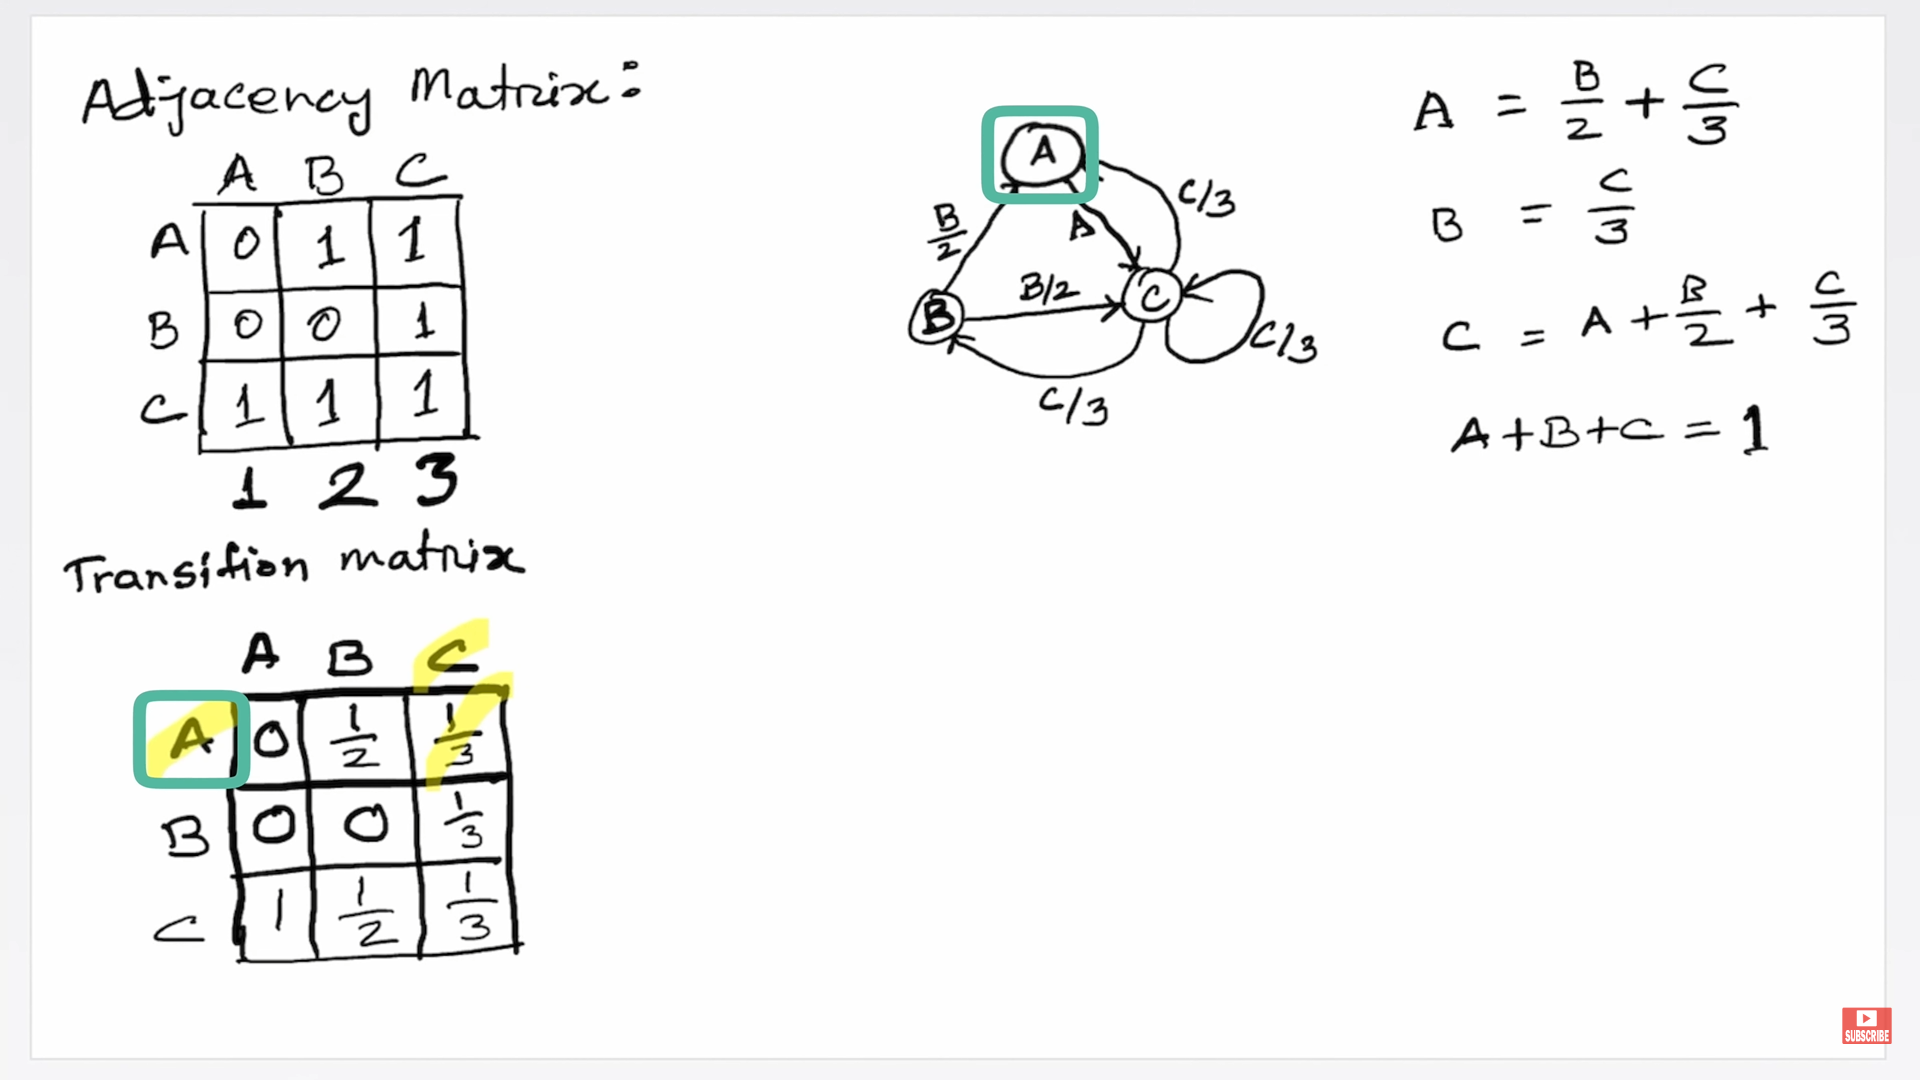 Adjacency Matrix:
A B C
A 0 1 1
B 0 0 1
C 1 1 1
1 2 3
Transition matrix
A B C
A 0 1/2 1/3
B 0 0 1/3
C 1 1/2 1/3
A
C/3
B/2
A
B/2
C
B
C/3
C/3
A = B/2 + C/3
B = C/3
C = A + B/2 + C/3
A+B+C = 1
SUBSCRIBE